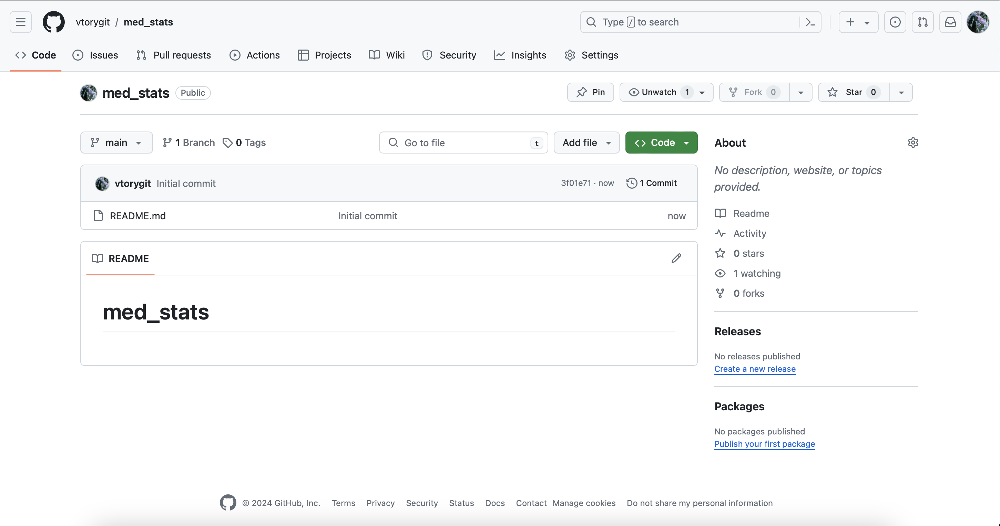 vtorygit / med_stats
Type / to search
Code Issues Pull requests Actions Projects Wiki Security Insights Settings
med_stats Public
Pin Unwatch 1 Fork 0 Star 0
main 1 Branch 0 Tags Go to file t Add file Code
vtorygit Initial commit 3f01e71 · now 1 Commit
README.md Initial commit now
README
med_stats
About
No description, website, or topics
provided.
Readme
Activity
0 stars
1 watching
0 forks
Releases
No releases published
Create a new release
Packages
No packages published
Publish your first package
© 2024 GitHub, Inc. Terms Privacy Security Status Docs Contact Manage cookies Do not share my personal information